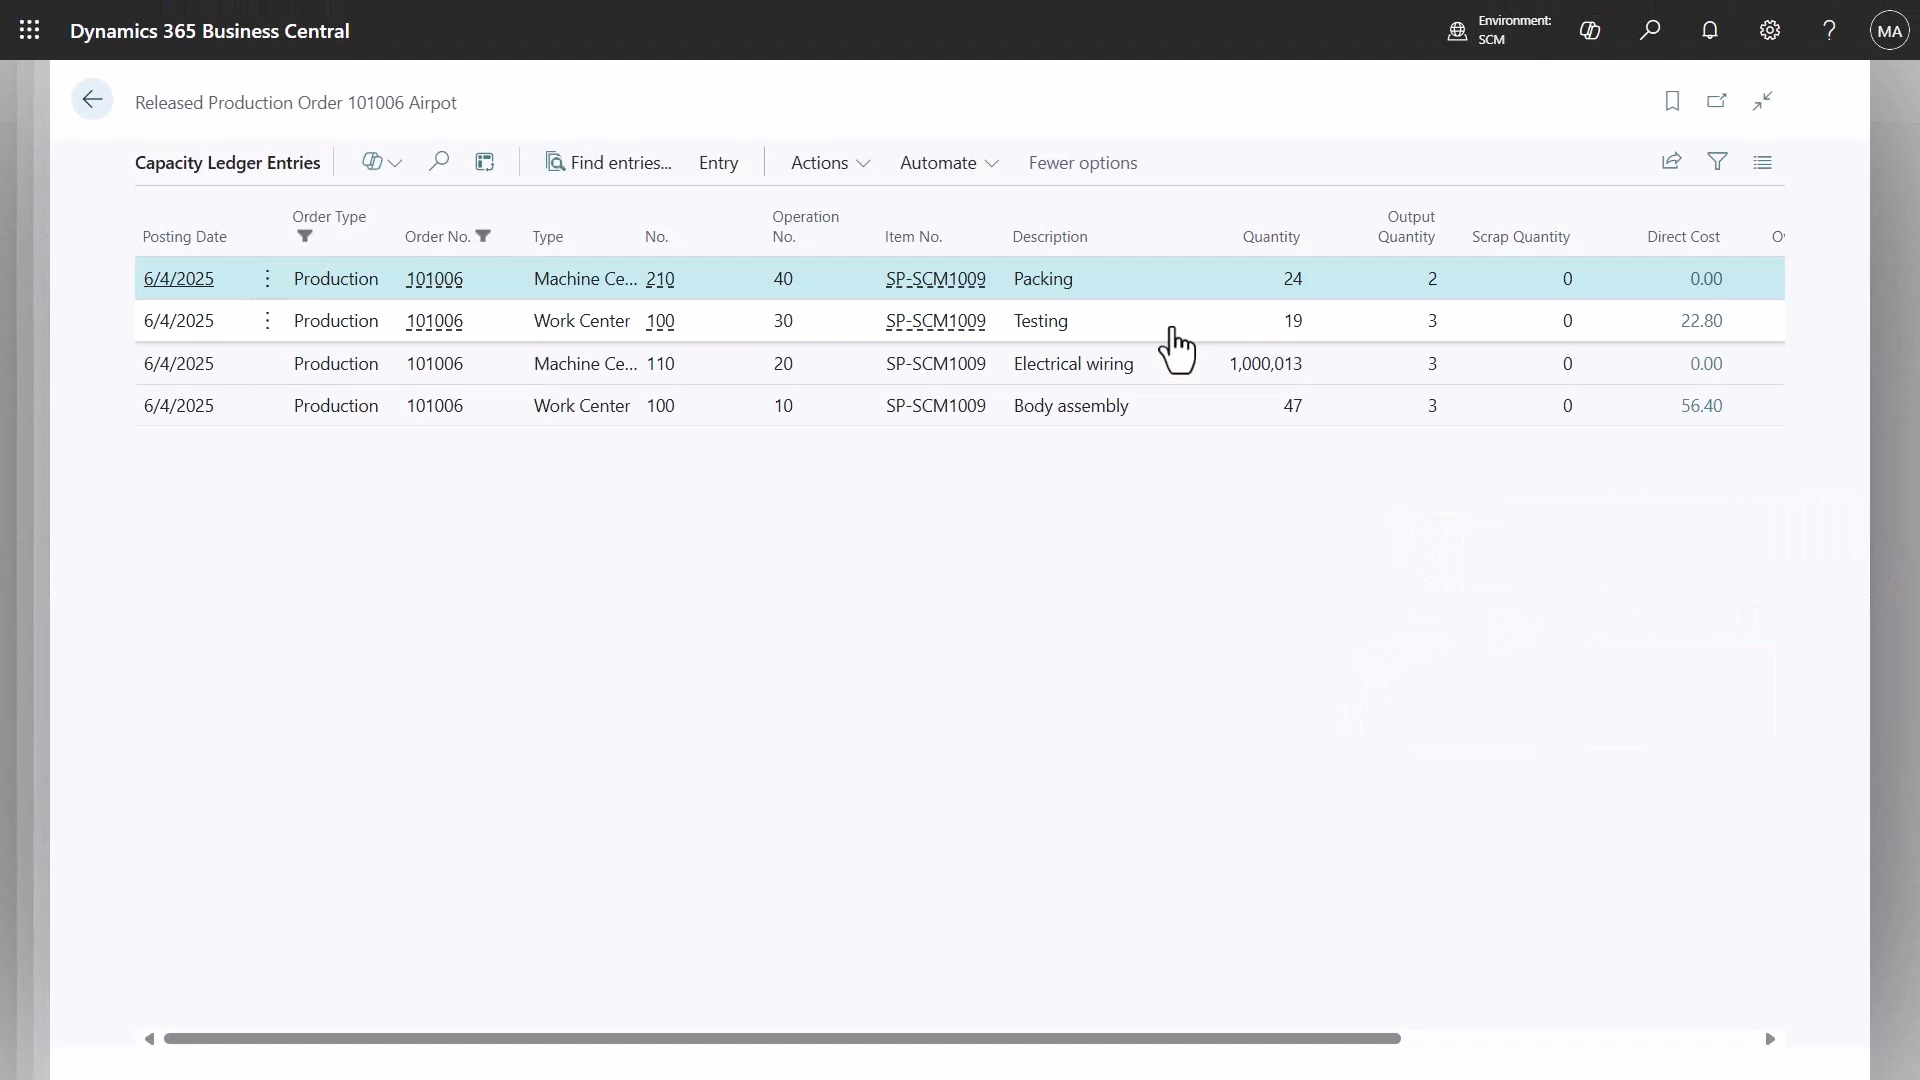 Dynamics 365 Business Central
Environment:
SCM
MA
Released Production Order 101006 Airpot
Capacity Ledger Entries
Find entries...
Entry
Actions
Automate
Fewer options
Posting Date
Order Type
Order No.
Type
No.
Operation No.
Item No.
Description
Quantity
Output Quantity
Scrap Quantity
Direct Cost
Ov
6/4/2025 Production 101006 Machine Ce... 210 40 SP-SCM1009 Packing 24 2 0 0.00
6/4/2025 Production 101006 Work Center 100 30 SP-SCM1009 Testing 19 3 0 22.80
6/4/2025 Production 101006 Machine Ce... 110 20 SP-SCM1009 Electrical wiring 1,000,013 3 0 0.00
6/4/2025 Production 101006 Work Center 100 10 SP-SCM1009 Body assembly 47 3 0 56.40